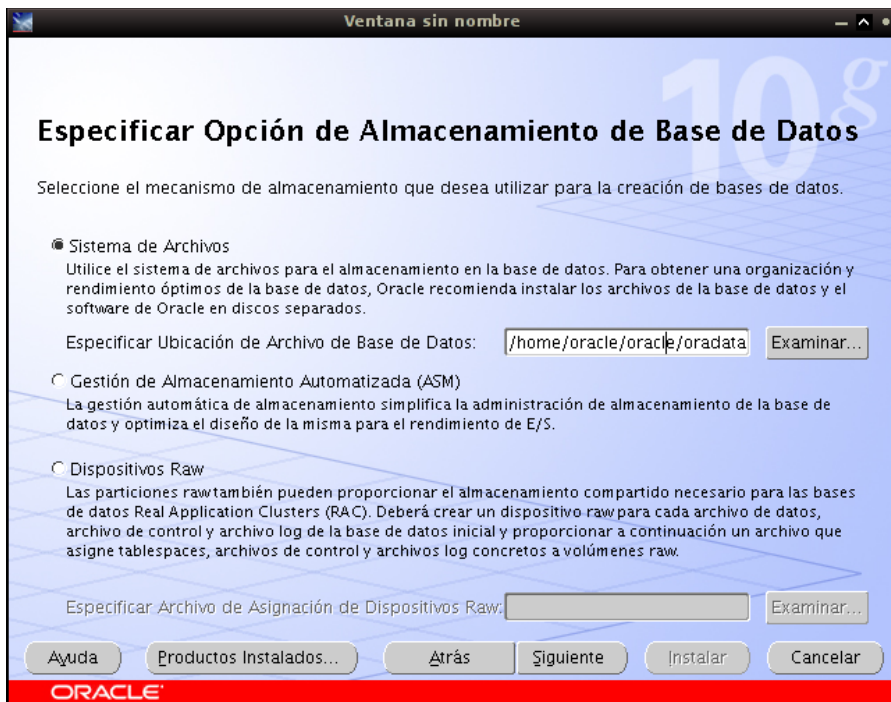 Ventana sin nombre
10g
Especificar Opción de Almacenamiento de Base de Datos
Seleccione el mecanismo de almacenamiento que desea utilizar para la creación de bases de datos.
Sistema de Archivos
Utilice el sistema de archivos para el almacenamiento en la base de datos. Para obtener una organización y
rendimiento óptimos de la base de datos, Oracle recomienda instalar los archivos de la base de datos y el
software de Oracle en discos separados.
Especificar Ubicación de Archivo de Base de Datos: /home/oracle/oracle/oradata Examinar...
Gestión de Almacenamiento Automatizada (ASM)
La gestión automática de almacenamiento simplifica la administración de almacenamiento de la base de
datos y optimiza el diseño de la misma para el rendimiento de E/S.
Dispositivos Raw
Las particiones raw también pueden proporcionar el almacenamiento compartido necesario para las bases
de datos Real Application Clusters (RAC). Deberá crear un dispositivo raw para cada archivo de datos,
archivo de control y archivo log de la base de datos inicial y proporcionar a continuación un archivo que
asigne tablespaces, archivos de control y archivos log concretos a volúmenes raw.
Especificar Archivo de Asignación de Dispositivos Raw: Examinar...
Ayuda Productos Instalados... Atrás Siguiente Instalar Cancelar
ORACLE